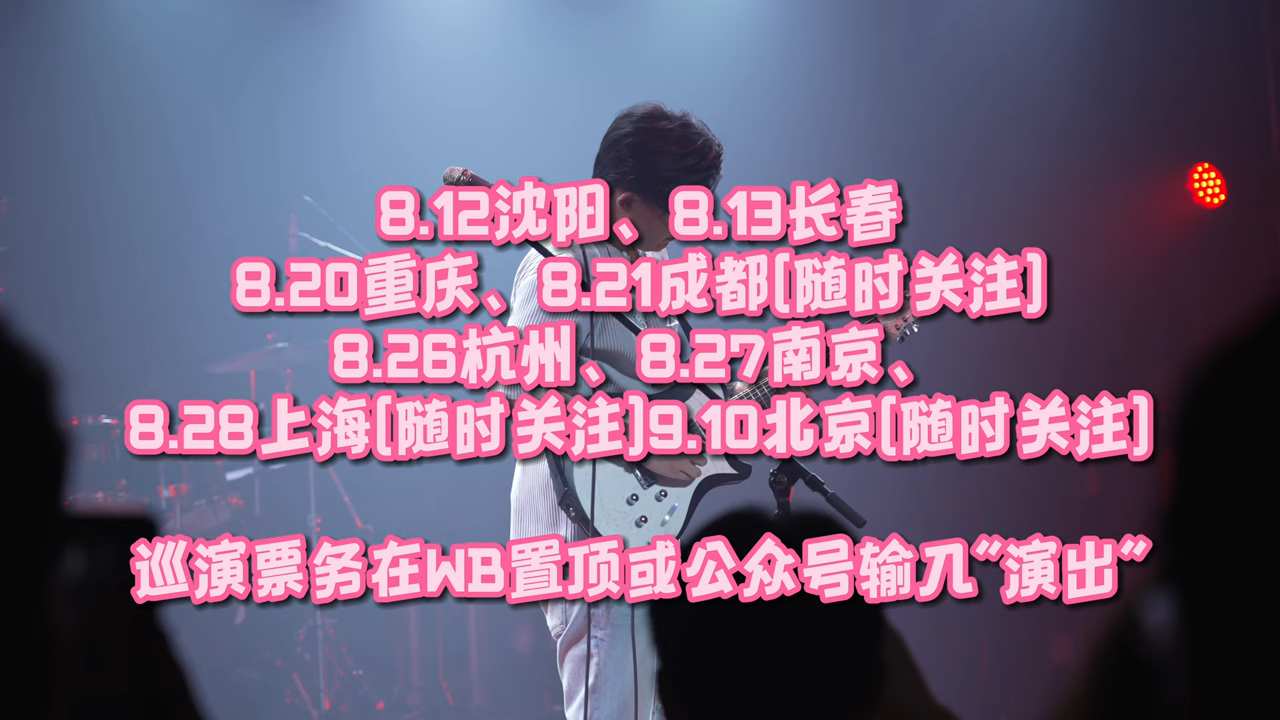 8.12沈阳、8.13长春
8.20重庆、8.21成都[随时关注]
8.26杭州、8.27南京、
8.28上海[随时关注]9.10北京[随时关注]
巡演票务在WB置顶或公众号输入"演出"